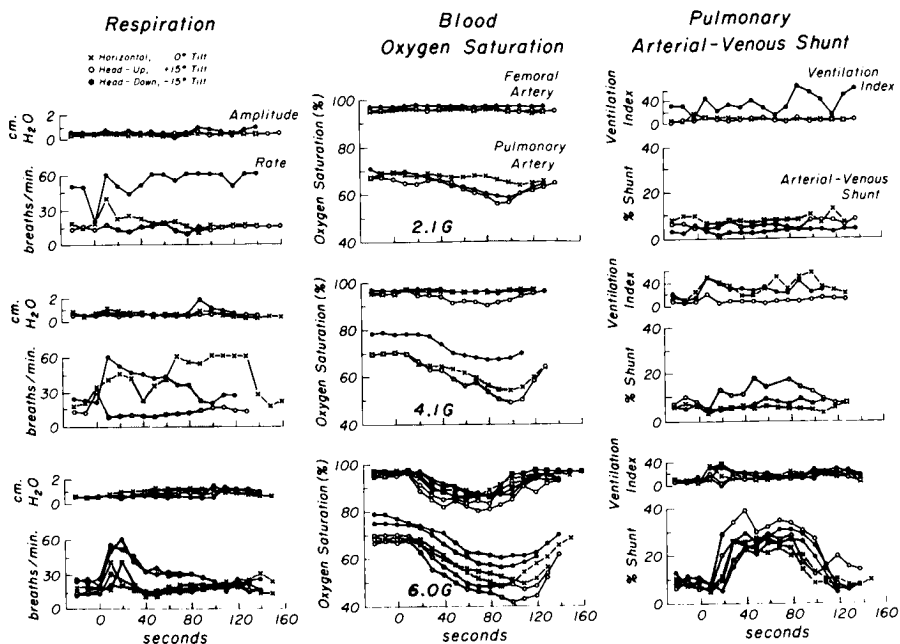 Respiration
Blood
Oxygen Saturation
Pulmonary
Arterial-Venous Shunt
× Horizontal, 0° Tilt
○ Head-Up, +15° Tilt
● Head-Down, -15° Tilt
cm. H₂O
2
0
Amplitude
breaths/min.
60
30
0
Rate
Oxygen Saturation (%)
100
80
60
40
Femoral Artery
Pulmonary Artery
2.1G
Ventilation Index
40
0
Ventilation Index
% Shunt
40
20
0
Arterial-Venous Shunt
cm. H₂O
2
0
breaths/min.
60
30
0
Oxygen Saturation (%)
100
80
60
40
4.1G
Ventilation Index
40
0
% Shunt
40
20
0
cm. H₂O
2
0
breaths/min.
60
30
0
0 40 80 120 160
seconds
Oxygen Saturation (%)
100
80
60
40
6.0G
0 40 80 120 160
seconds
Ventilation Index
40
0
% Shunt
40
20
0
0 40 80 120 160
seconds